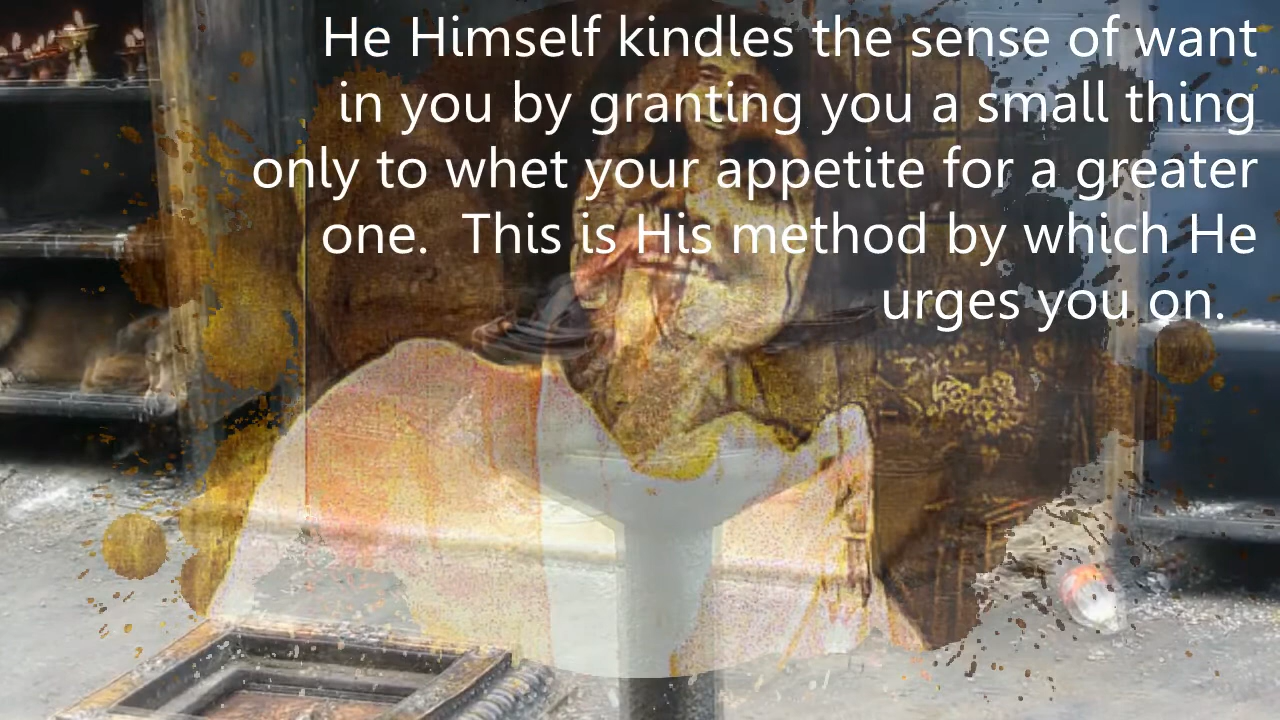 He Himself kindles the sense of want
in you by granting you a small thing
only to whet your appetite for a greater
one.  This is His method by which He
urges you on.